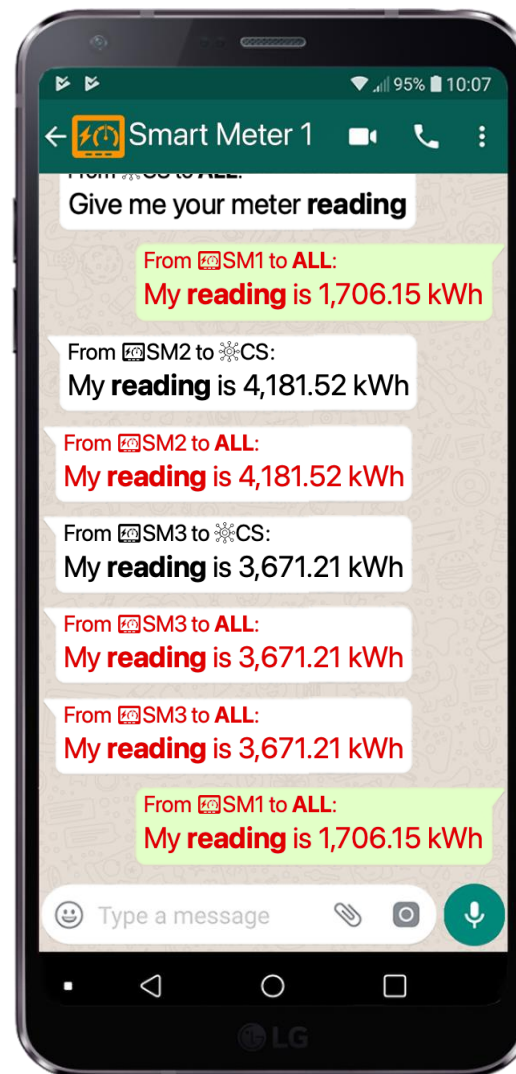 95% 10:07
Smart Meter 1
From CS to ALL:
Give me your meter reading
From SM1 to ALL:
My reading is 1,706.15 kWh
From SM2 to CS:
My reading is 4,181.52 kWh
From SM2 to ALL:
My reading is 4,181.52 kWh
From SM3 to CS:
My reading is 3,671.21 kWh
From SM3 to ALL:
My reading is 3,671.21 kWh
From SM3 to ALL:
My reading is 3,671.21 kWh
From SM1 to ALL:
My reading is 1,706.15 kWh
Type a message
LG